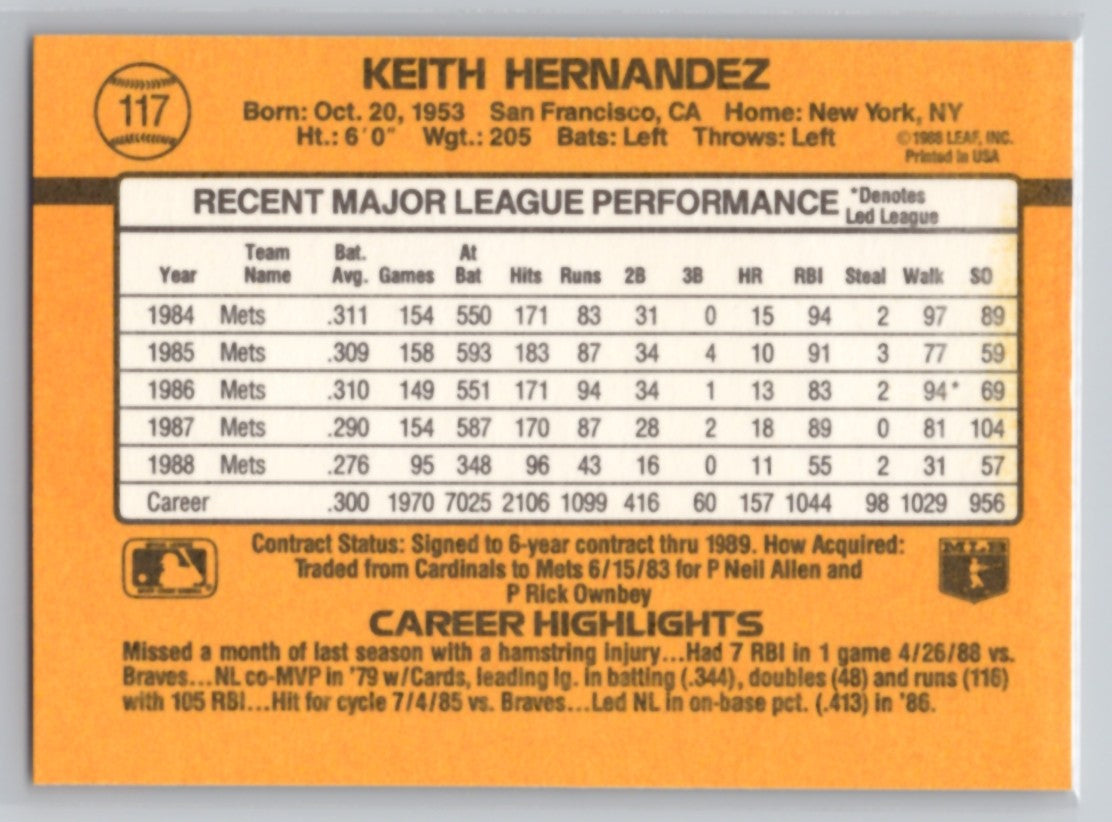 117
KEITH HERNANDEZ
Born: Oct. 20, 1953 San Francisco, CA Home: New York, NY
Ht.: 6'0" Wgt.: 205 Bats: Left Throws: Left
©1988 LEAF, INC.
Printed in USA
RECENT MAJOR LEAGUE PERFORMANCE *Denotes Led League
Year Team Name Bat. Avg. Games At Bat Hits Runs 2B 3B HR RBI Steal Walk SO
1984 Mets .311 154 550 171 83 31 0 15 94 2 97 89
1985 Mets .309 158 593 183 87 34 4 10 91 3 77 59
1986 Mets .310 149 551 171 94 34 1 13 83 2 94* 69
1987 Mets .290 154 587 170 87 28 2 18 89 0 81 104
1988 Mets .276 95 348 96 43 16 0 11 55 2 31 57
Career .300 1970 7025 2106 1099 416 60 157 1044 98 1029 956
Contract Status: Signed to 6-year contract thru 1989. How Acquired:
Traded from Cardinals to Mets 6/15/83 for P Neil Allen and
P Rick Ownbey
MLB
CAREER HIGHLIGHTS
Missed a month of last season with a hamstring injury...Had 7 RBI in 1 game 4/26/88 vs.
Braves...NL co-MVP in '79 w/Cards, leading lg. in batting (.344), doubles (48) and runs (116)
with 105 RBI...Hit for cycle 7/4/85 vs. Braves...Led NL in on-base pct. (.413) in '86.